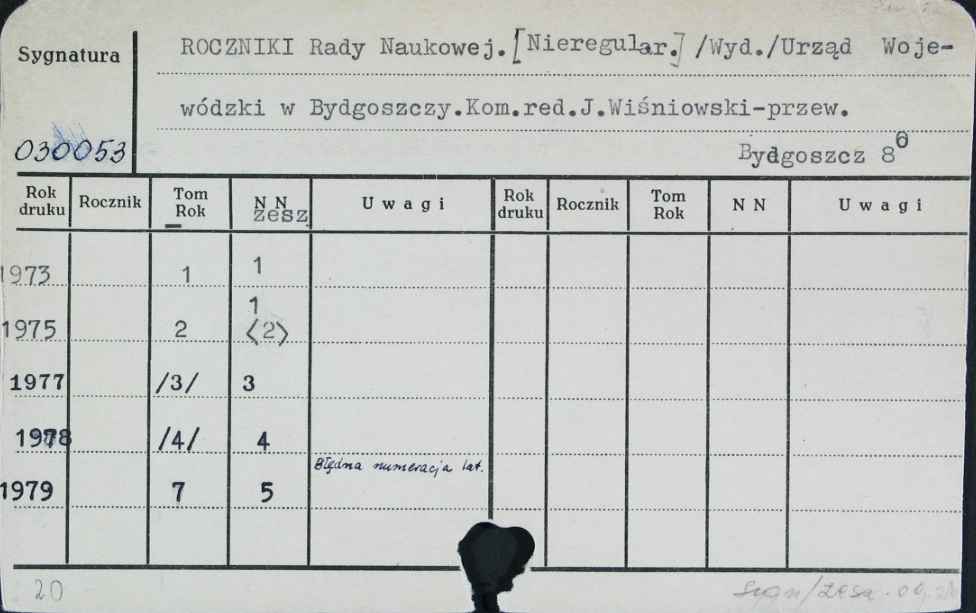 Sygnatura
030053
ROCZNIKI Rady Naukowej.[Nieregular.] /Wyd./Urząd Woje-
wódzki w Bydgoszczy.Kom.red.J.Wiśniowski-przew.
Bydgoszcz 8⁰
Rok druku Rocznik Tom Rok N N zesz Uwagi Rok druku Rocznik Tom Rok N N Uwagi
1973 1 1
1975 2 1 <2>
1977 /3/ 3
1978 /4/ 4
Błędna numeracja lat.
1979 7 5
20